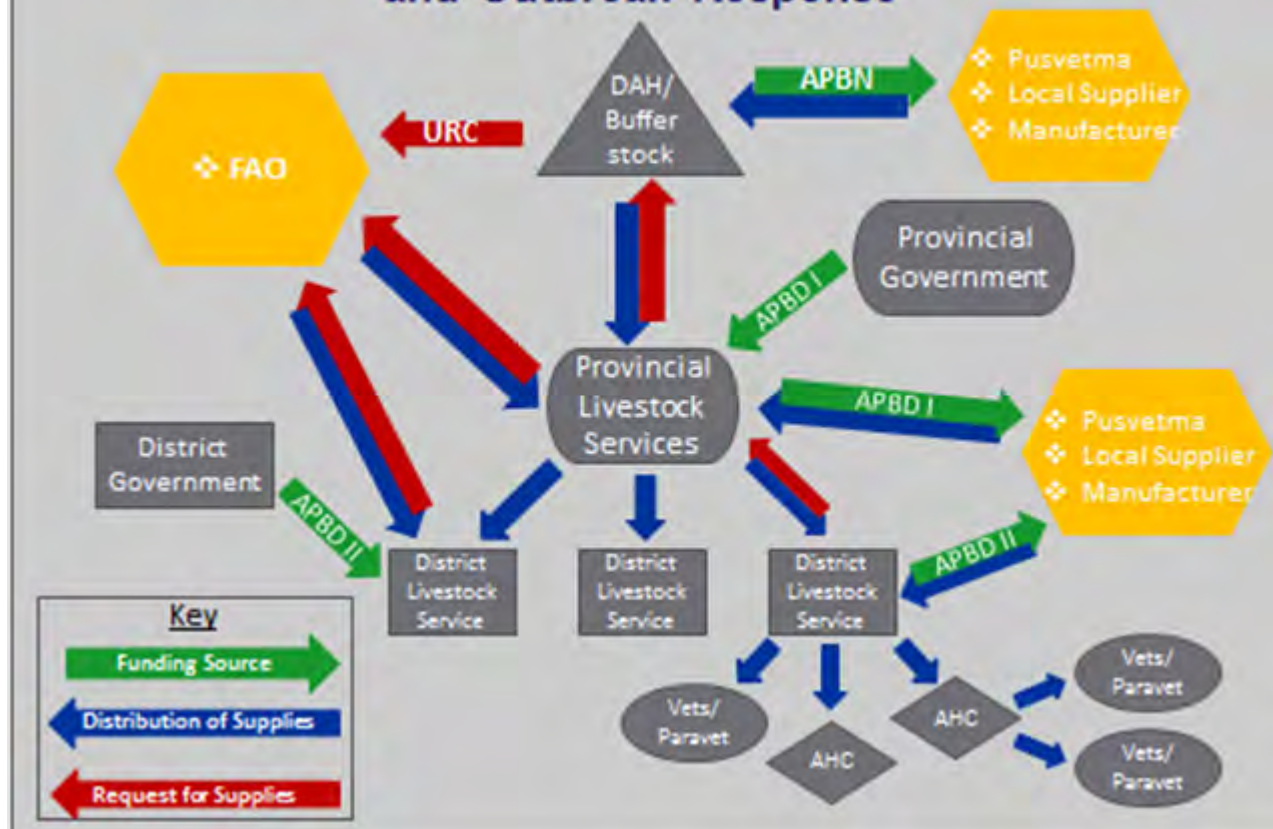 and Outbreak Response
DAH/
Buffer
stock
APBN
❖ Pusvetma
❖ Local Supplier
❖ Manufacturer
URC
❖ FAO
Provincial
Government
APBD I
Provincial
Livestock
Services
APBD I
❖ Pusvetma
❖ Local Supplier
❖ Manufacturer
District
Government
APBD II
District
Livestock
Service
District
Livestock
Service
District
Livestock
Service
APBD II
Key
Funding Source
Distribution of Supplies
Request for Supplies
Vets/
Paravet
AHC
AHC
Vets/
Paravet
Vets/
Paravet